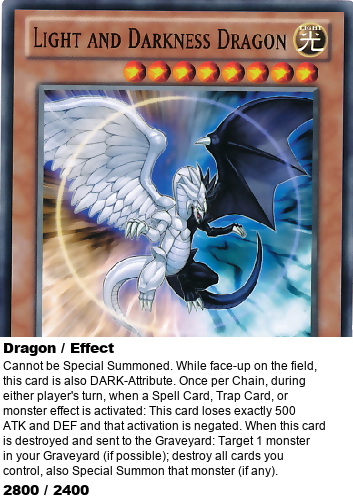 LIGHT AND DARKNESS DRAGON
LIGHT
光
Dragon / Effect
Cannot be Special Summoned. While face-up on the field,
this card is also DARK-Attribute. Once per Chain, during
either player's turn, when a Spell Card, Trap Card, or
monster effect is activated: This card loses exactly 500
ATK and DEF and that activation is negated. When this card
is destroyed and sent to the Graveyard: Target 1 monster
in your Graveyard (if possible); destroy all cards you
control, also Special Summon that monster (if any).
2800 / 2400